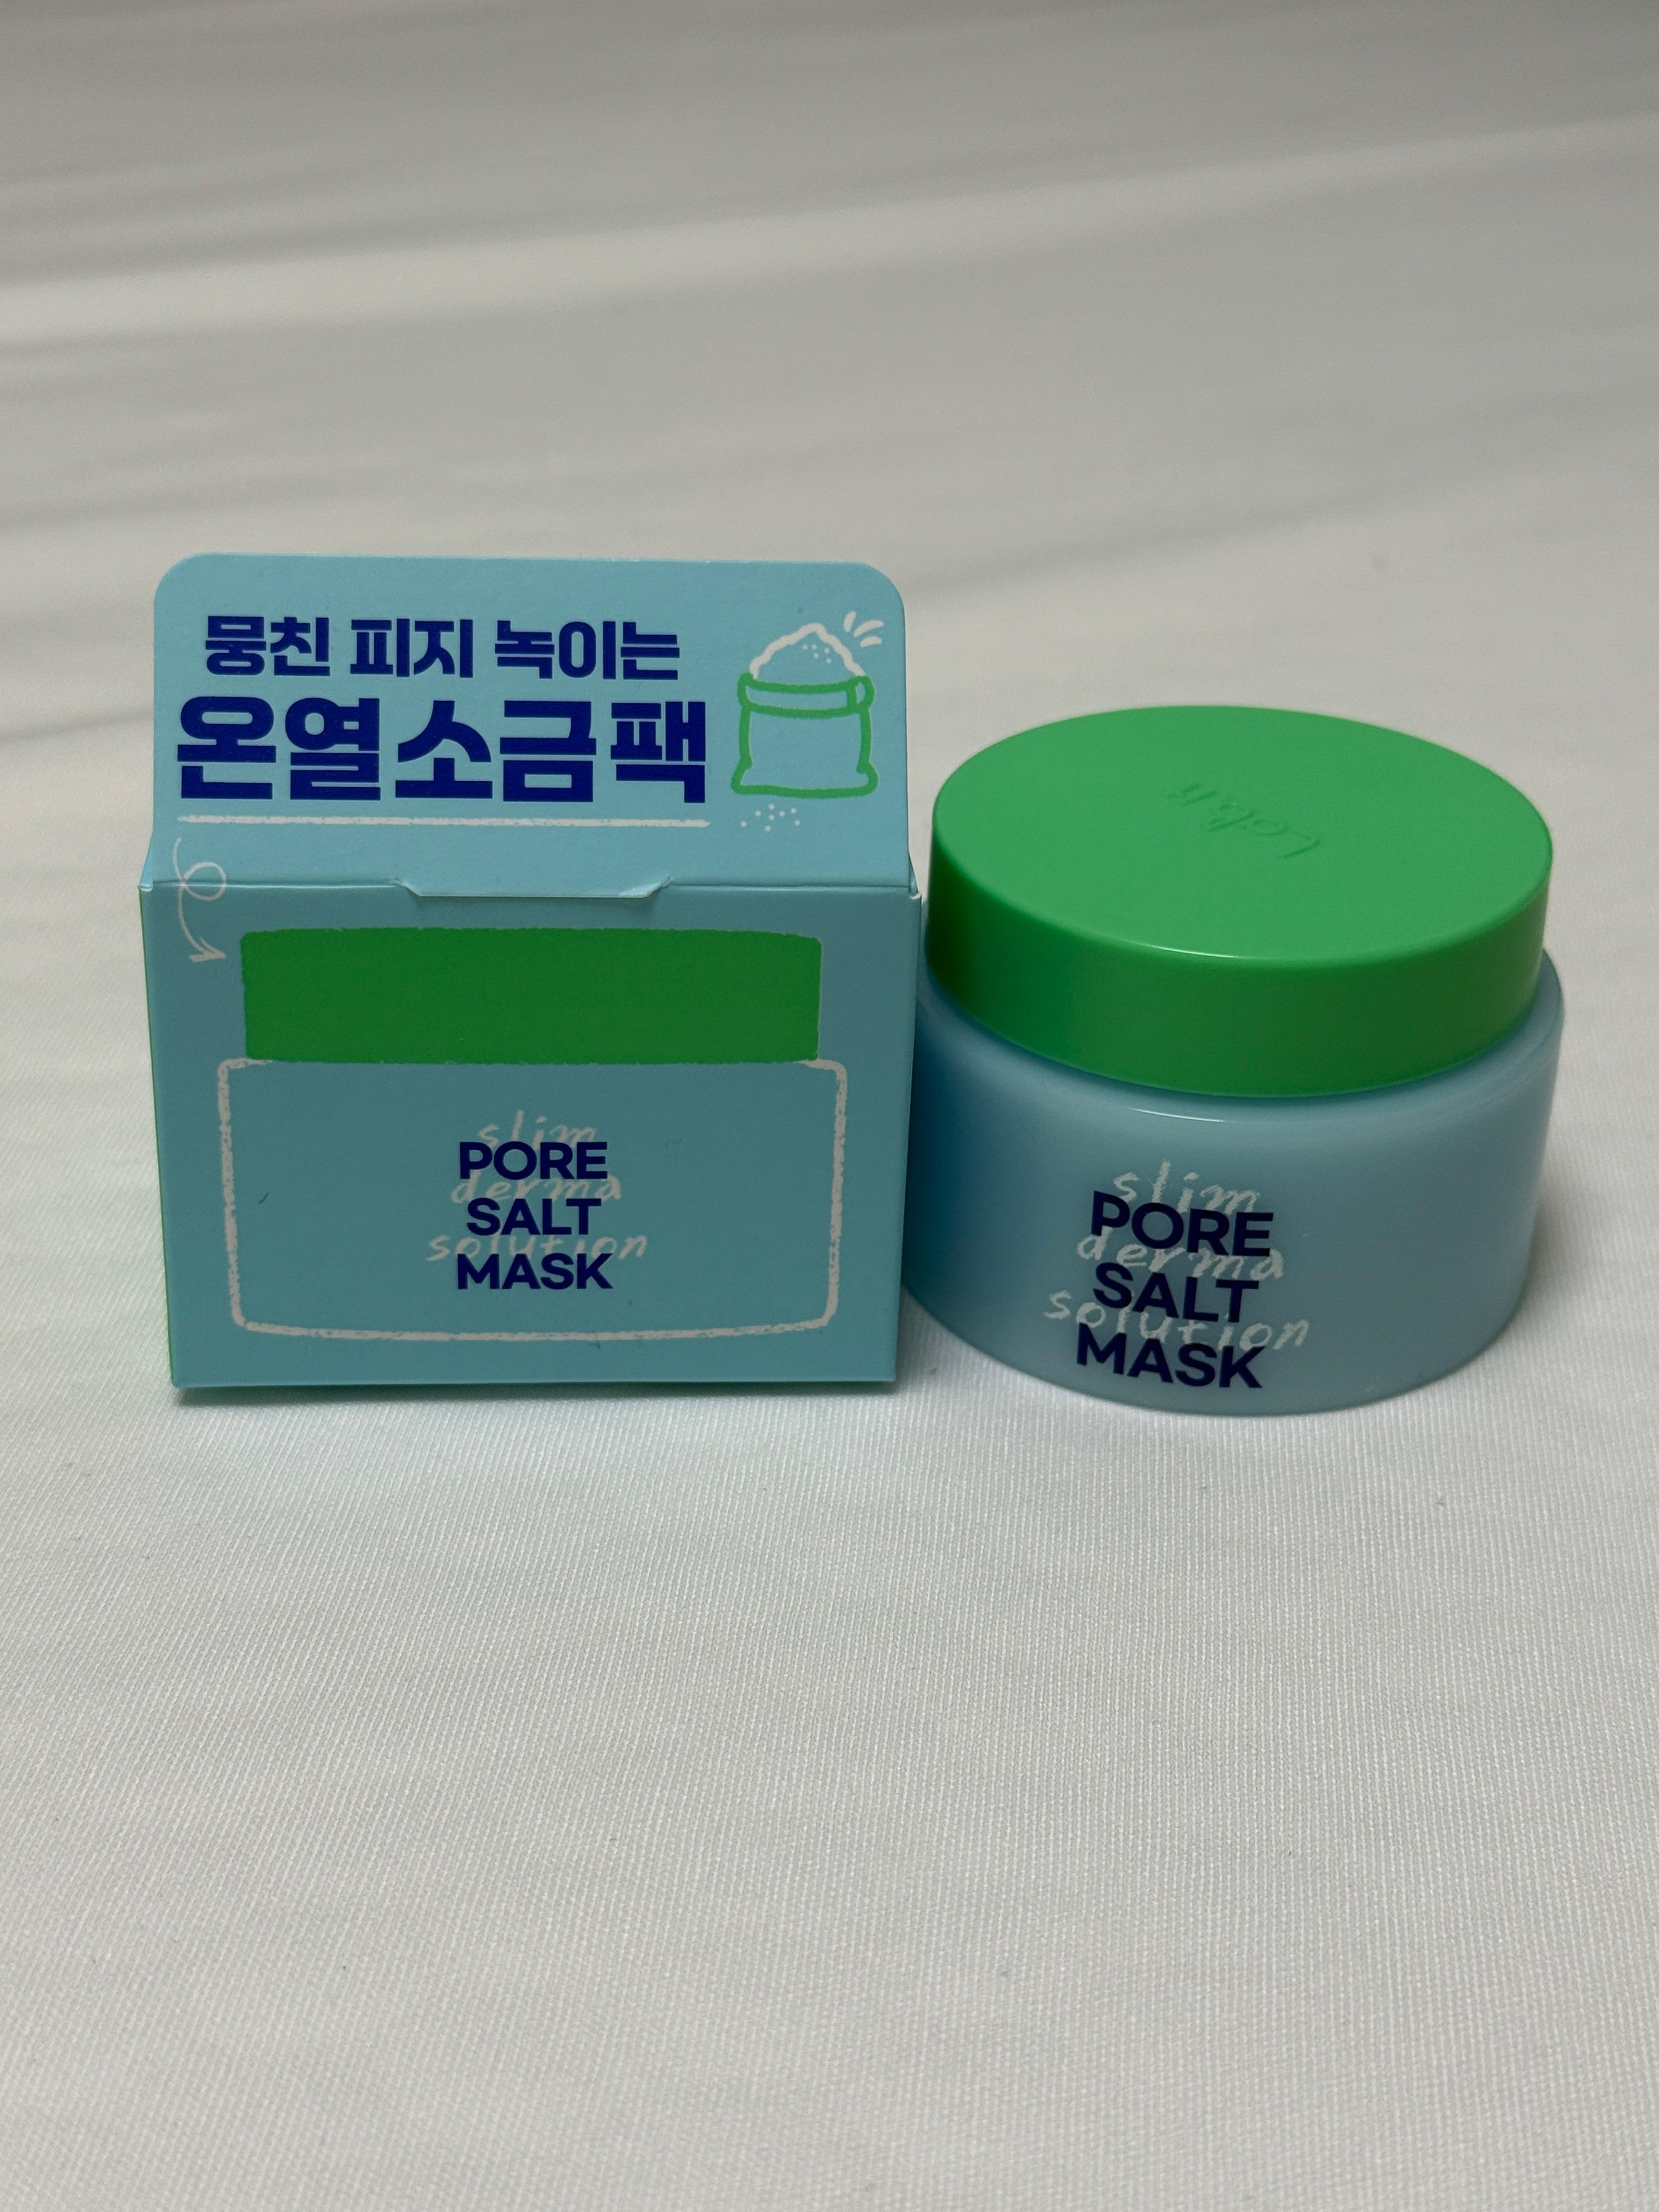 뭉친 피지 녹이는
온열소금팩
slim
PORE
derma
SALT
solution
MASK
slim
PORE
derma
SALT
solution
MASK